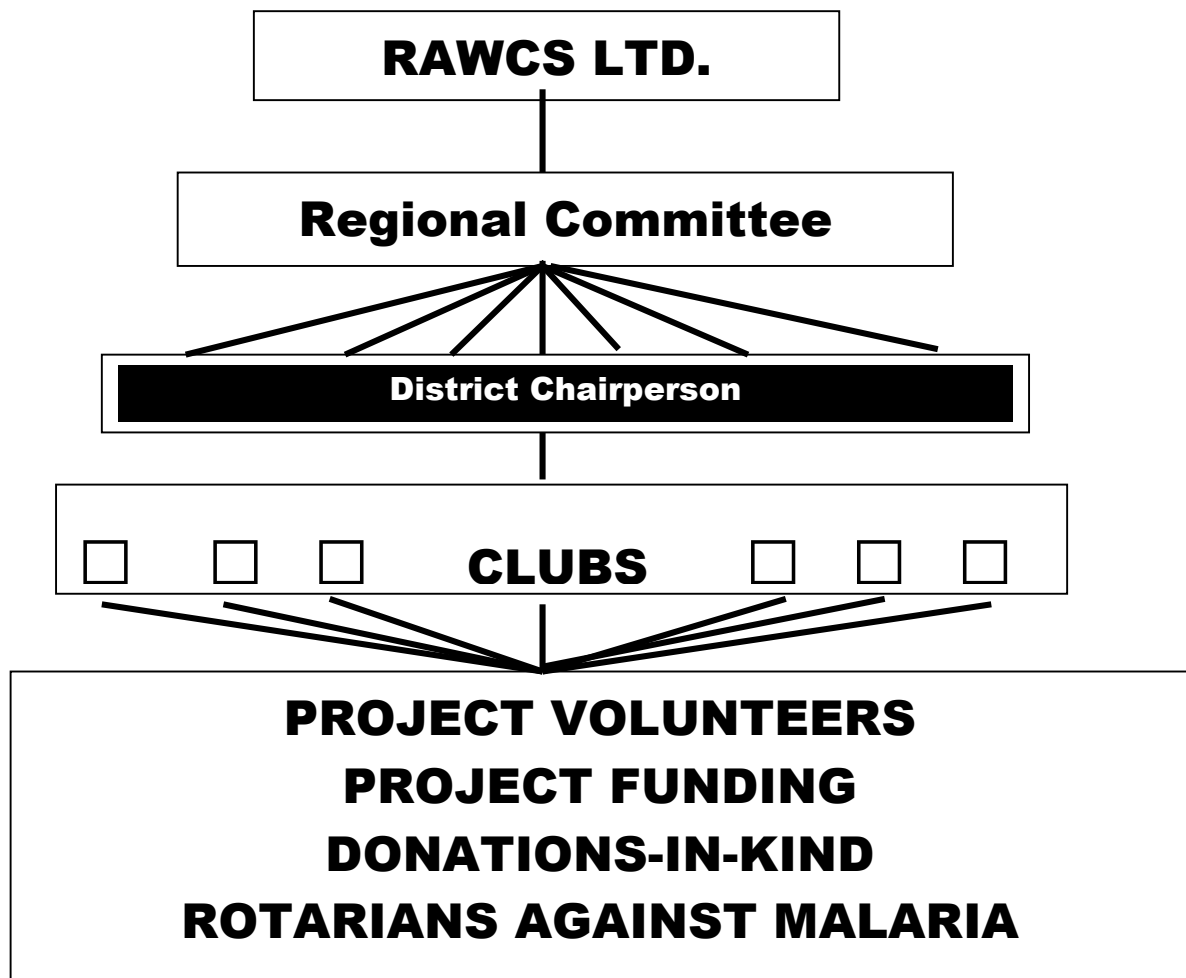 RAWCS LTD.
Regional Committee
District Chairperson
CLUBS
PROJECT VOLUNTEERS
PROJECT FUNDING
DONATIONS-IN-KIND
ROTARIANS AGAINST MALARIA